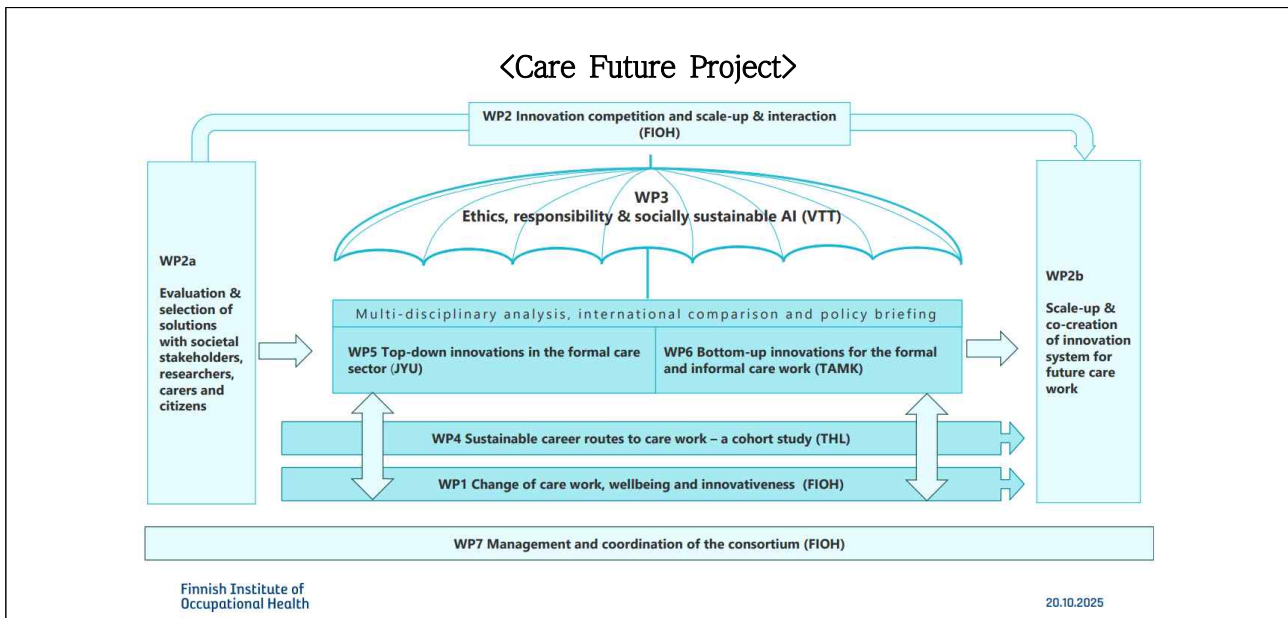 <Care Future Project>
WP2 Innovation competition and scale-up & interaction
(FIOH)
WP3
Ethics, responsibility & socially sustainable AI (VTT)
WP2a
Evaluation &
selection of
solutions
with societal
stakeholders,
researchers,
carers and
citizens
Multi-disciplinary analysis, international comparison and policy briefing
WP5 Top-down innovations in the formal care
sector (JYU)
WP6 Bottom-up innovations for the formal
and informal care work (TAMK)
WP2b
Scale-up &
co-creation
of innovation
system for
future care
work
WP4 Sustainable career routes to care work – a cohort study (THL)
WP1 Change of care work, wellbeing and innovativeness (FIOH)
WP7 Management and coordination of the consortium (FIOH)
Finnish Institute of
Occupational Health
20.10.2025